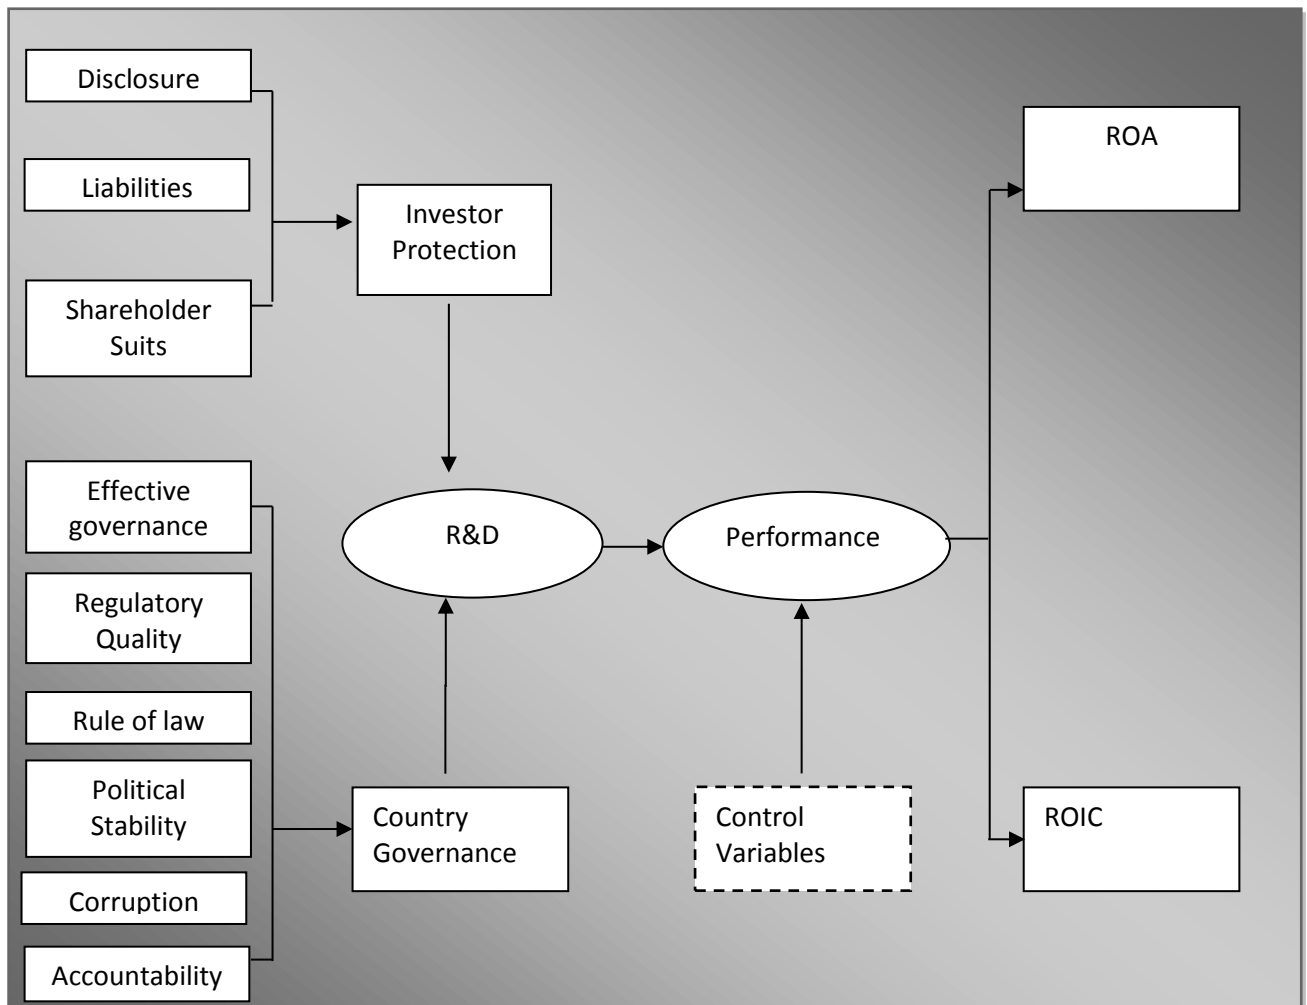 Disclosure
Liabilities
Shareholder
Suits
Investor
Protection
ROA
Effective
governance
Regulatory
Quality
Rule of law
Political
Stability
Corruption
Accountability
R&D
Performance
Country
Governance
Control
Variables
ROIC